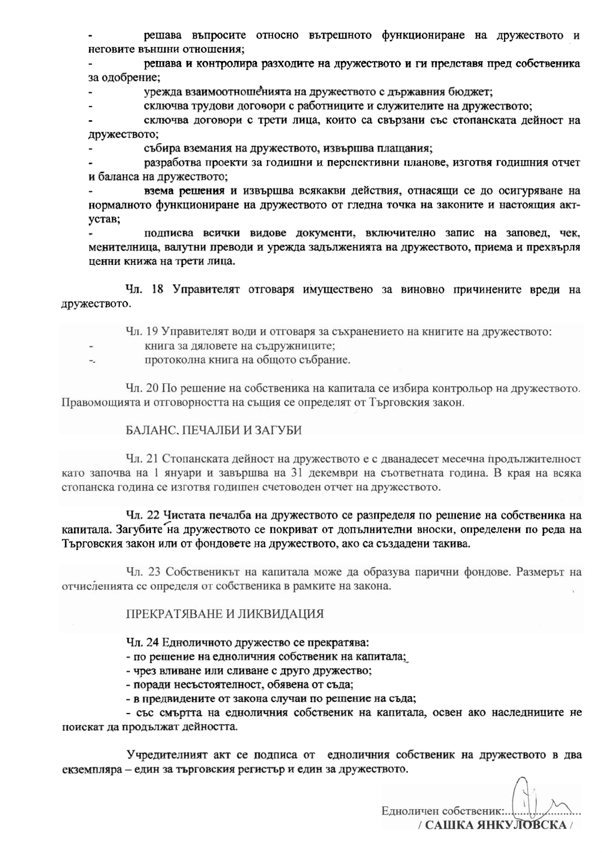 - решава въпросите относно вътрешното функциониране на дружеството и
неговите външни отношения;
- решава и контролира разходите на дружеството и ги представя пред собственика
за одобрение;
- урежда взаимоотношенията на дружеството с държавния бюджет;
- сключва трудови договори с работниците и служителите на дружеството;
- сключва договори с трети лица, които са свързани със стопанската дейност на
дружеството;
- събира вземания на дружеството, извършва плащания;
- разработва проекти за годишни и перспективни планове, изготвя годишния отчет
и баланса на дружеството;
- взема решения и извършва всякакви действия, отнасящи се до осигуряване на
нормалното функциониране на дружеството от гледна точка на законите и настоящия акт-
устав;
- подписва всички видове документи, включително запис на заповед, чек,
менителница, валутни преводи и урежда задълженията на дружеството, приема и прехвърля
ценни книжа на трети лица.
Чл. 18 Управителят отговаря имуществено за виновно причинените вреди на
дружеството.
Чл. 19 Управителят води и отговаря за съхранението на книгите на дружеството:
- книга за дяловете на съдружниците;
- протоколна книга на общото събрание.
Чл. 20 По решение на собственика на капитала се избира контрольор на дружеството.
Правомощията и отговорността на същия се определят от Търговския закон.
БАЛАНС. ПЕЧАЛБИ И ЗАГУБИ
Чл. 21 Стопанската дейност на дружеството е с дванадесет месечна продължителност
като започва на 1 януари и завършва на 31 декември на съответната година. В края на всяка
стопанска година се изготвя годишен счетоводен отчет на дружеството.
Чл. 22 Чистата печалба на дружеството се разпределя по решение на собственика на
капитала. Загубите на дружеството се покриват от допълнителни вноски, определени по реда на
Търговския закон или от фондовете на дружеството, ако са създадени такива.
Чл. 23 Собственикът на капитала може да образува парични фондове. Размерът на
отчисленията се определя от собственика в рамките на закона.
ПРЕКРАТЯВАНЕ И ЛИКВИДАЦИЯ
Чл. 24 Едноличното дружество се прекратява:
- по решение на едноличния собственик на капитала;
- чрез вливане или сливане с друго дружество;
- поради несъстоятелност, обявена от съда;
- в предвидените от закона случаи по решение на съда;
- със смъртта на едноличния собственик на капитала, освен ако наследниците не
поискат да продължат дейността.
Учредителният акт се подписа от едноличния собственик на дружеството в два
екземпляра – един за търговския регистър и един за дружеството.
Едноличен собственик:................
/ САШКА ЯНКУЛОВСКА /